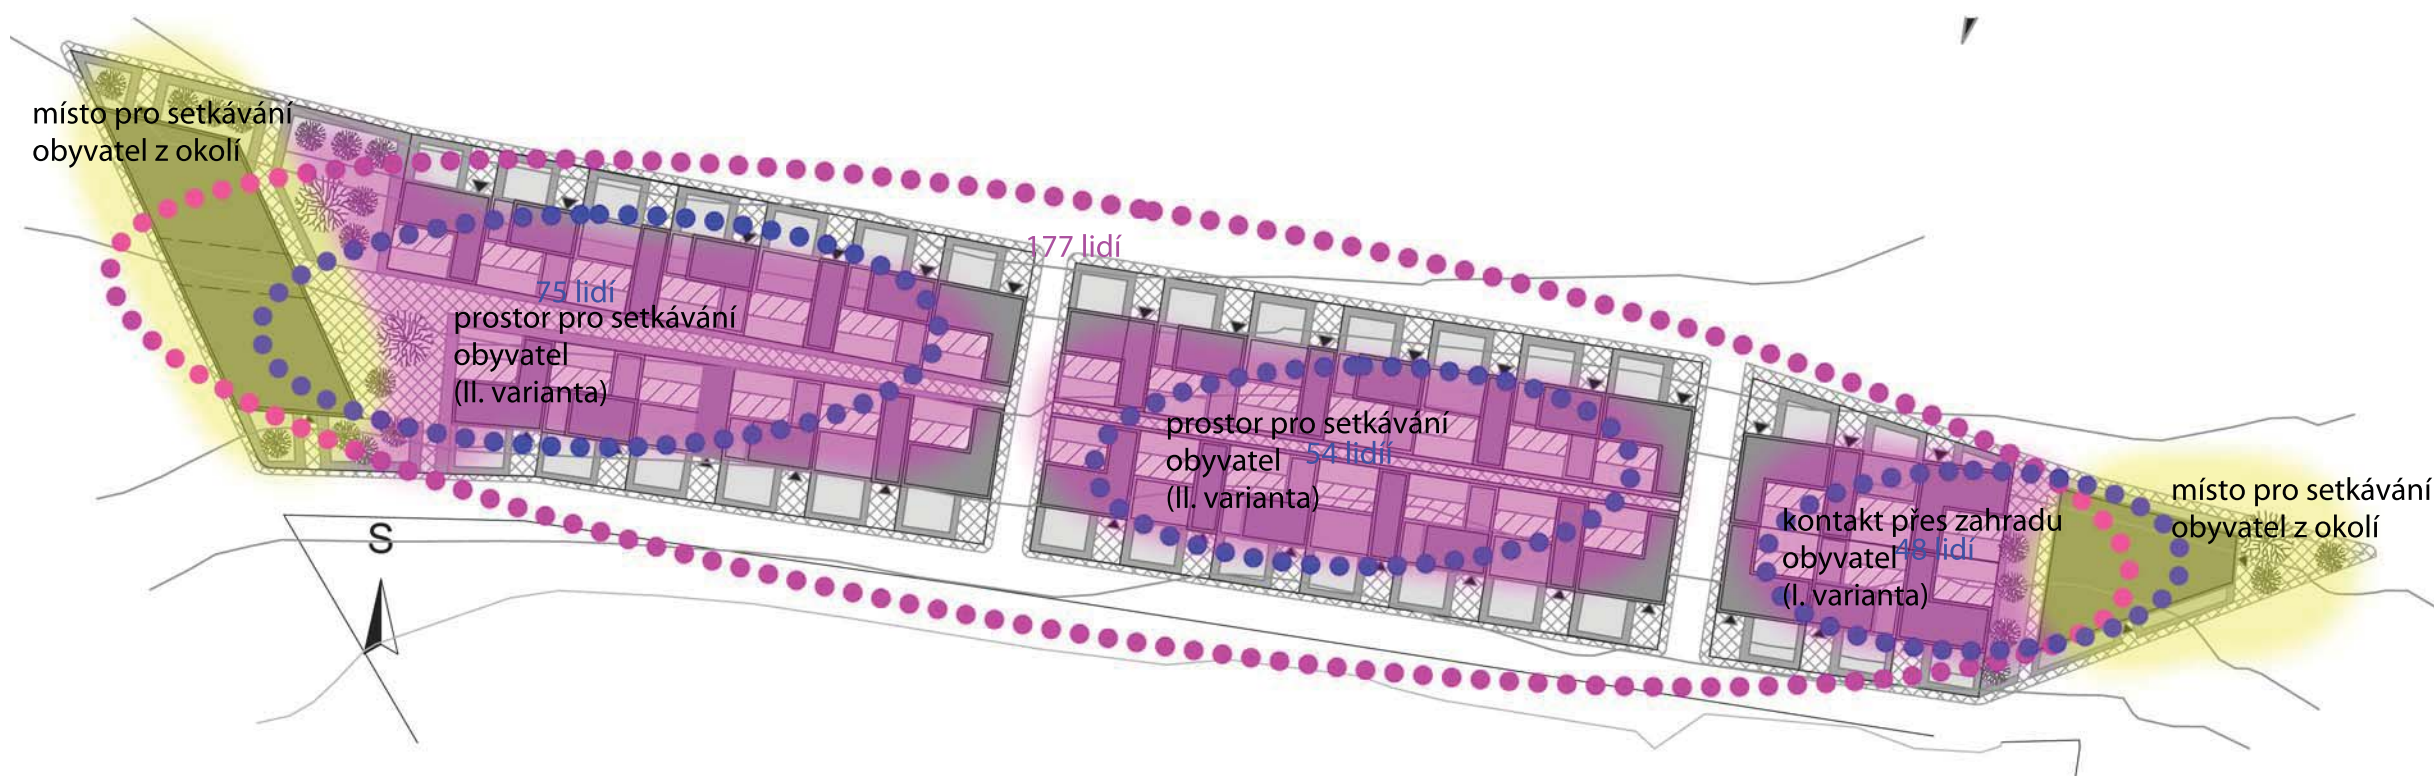 místo pro setkávání
obyvatel z okolí
177 lidí
75 lidí
prostor pro setkávání
obyvatel
(II. varianta)
prostor pro setkávání
obyvatel
54 lidíí
(II. varianta)
kontakt přes zahradu
obyvatel
48 lidí
(I. varianta)
místo pro setkávání
obyvatel z okolí
S